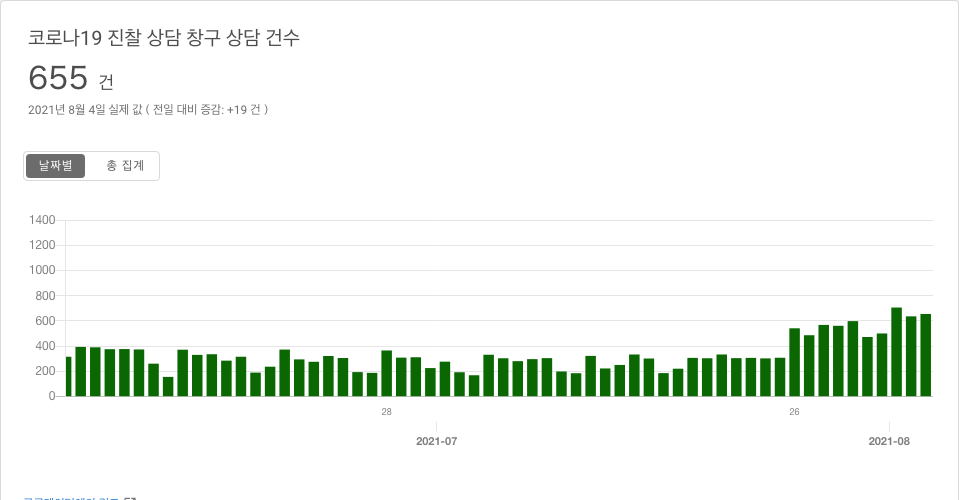 코로나19 진찰 상담 창구 상담 건수
655 건
2021년 8월 4일 실제 값 ( 전일 대비 증감: +19 건 )
날짜별 총 집계
1400
1200
1000
800
600
400
200
0
28 26
2021-07 2021-08